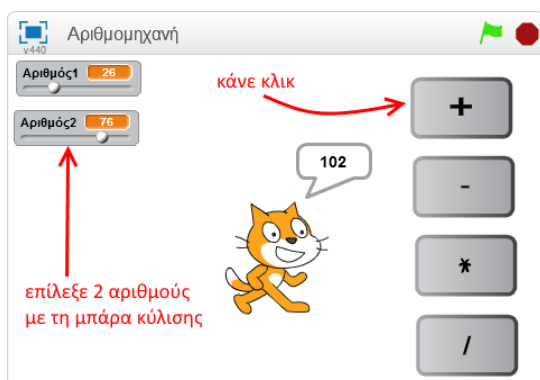 Αριθμομηχανή
v440
Αριθμός1 26
κάνε κλικ
+
Αριθμός2 76
102
-
*
επίλεξε 2 αριθμούς
με τη μπάρα κύλισης
/